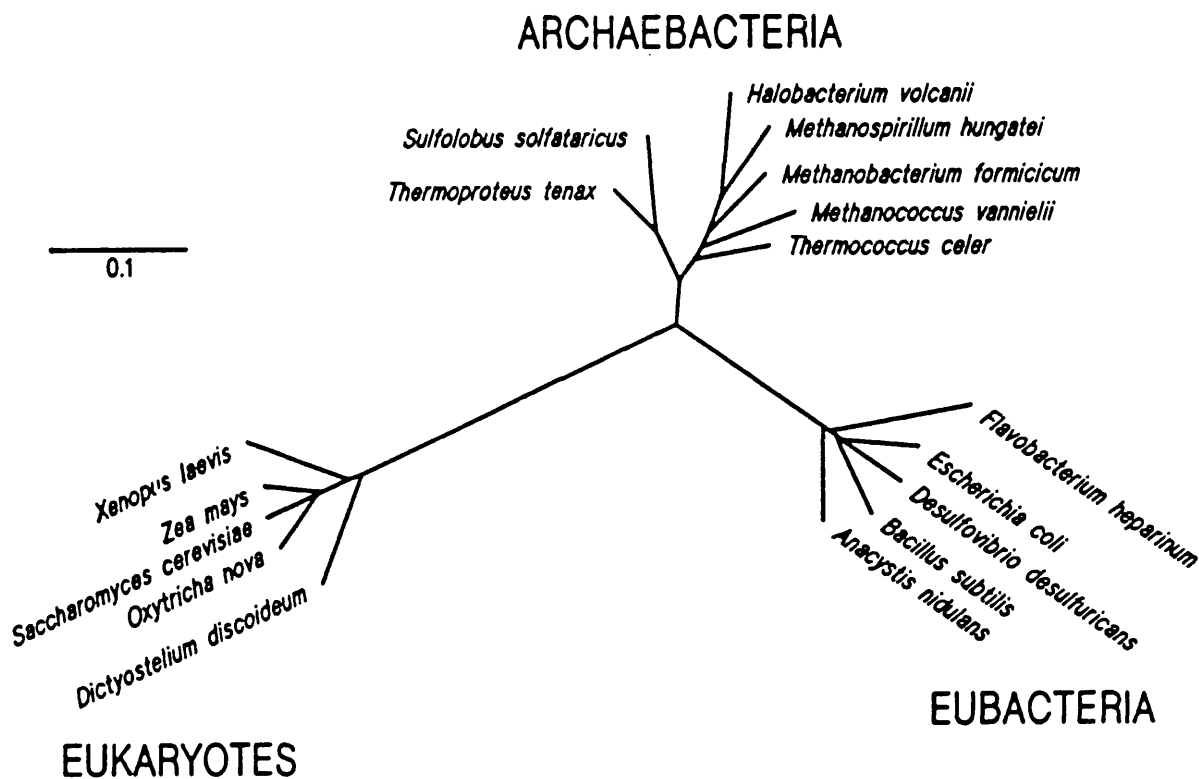 ARCHAEBACTERIA
Halobacterium volcanii
Methanospirillum hungatei
Sulfolobus solfataricus
Methanobacterium formicicum
Thermoproteus tenax
Methanococcus vannielii
Thermococcus celer
0.1
Flavobacterium heparinum
Escherichia coli
Desulfovibrio desulfuricans
Bacillus subtilis
Anacystis nidulans
EUBACTERIA
Xenopus laevis
Zea mays
Saccharomyces cerevisiae
Oxytricha nova
Dictyostelium discoideum
EUKARYOTES